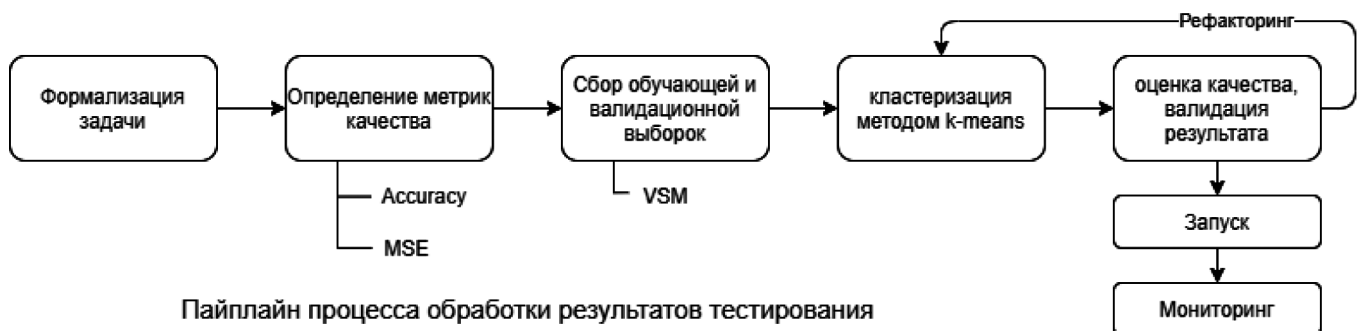 Рефакторинг
Формализация
задачи
Определение метрик
качества
Сбор обучающей и
валидационной
выборок
кластеризация
методом k-means
оценка качества,
валидация
результата
Accuracy
MSE
VSM
Запуск
Мониторинг
Пайплайн процесса обработки результатов тестирования